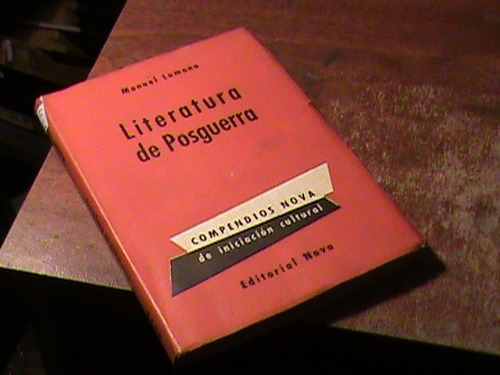 Manuel Lamana
Literatura
de Posguerra
COMPENDIOS NOVA
de iniciación cultural
Editorial Nova